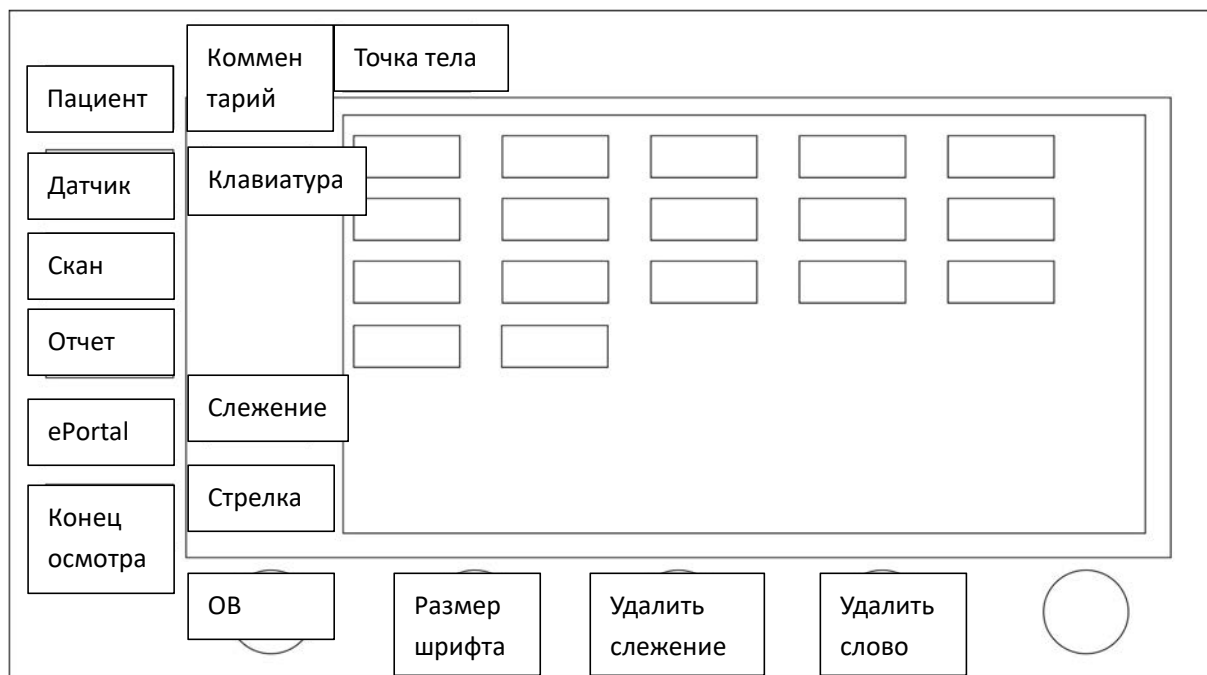 Коммен
тарий
Точка тела
Пациент
Датчик
Клавиатура
Скан
Отчет
Слежение
ePortal
Стрелка
Конец
осмотра
ОВ
Размер
шрифта
Удалить
слежение
Удалить
слово